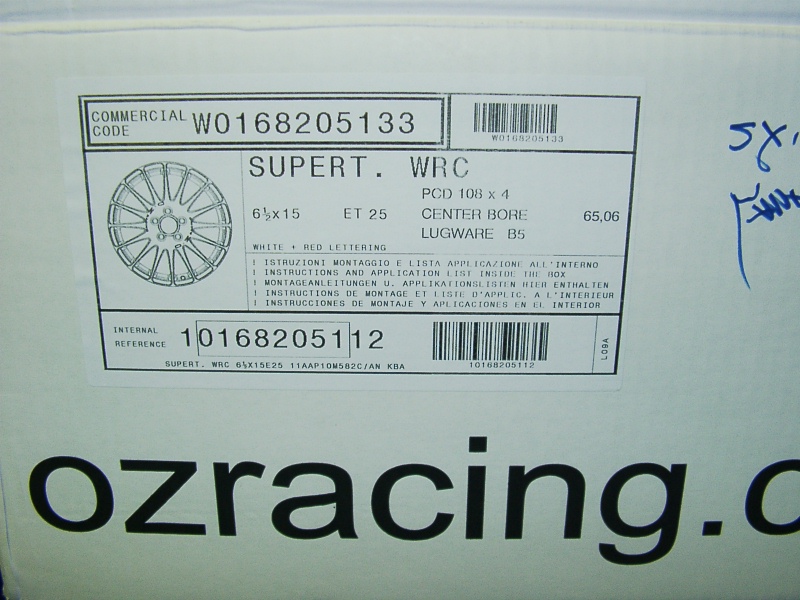 COMMERCIAL CODE W0168205133
W0168205133
SUPERT. WRC
PCD 108 x 4
6½x15 ET 25 CENTER BORE 65,06
LUGWARE B5
WHITE + RED LETTERING
! ISTRUZIONI MONTAGGIO E LISTA APPLICAZIONE ALL'INTERNO
! INSTRUCTIONS AND APPLICATION LIST INSIDE THE BOX
! MONTAGEANLEITUNGEN U. APPLIKATIONSLISTEN HIER ENTHALTEN
! INSTRUCTIONS DE MONTAGE ET LISTE D'APPLIC. A L'INTERIEUR
! INSTRUCCIONES DE MONTAJE Y APLICACIONES EN EL INTERIOR
INTERNAL REFERENCE 10168205112
10168205112
L09A
SUPERT. WRC 6½X15E25 11AAP10M582C/AN KBA
ozracing.c
5X